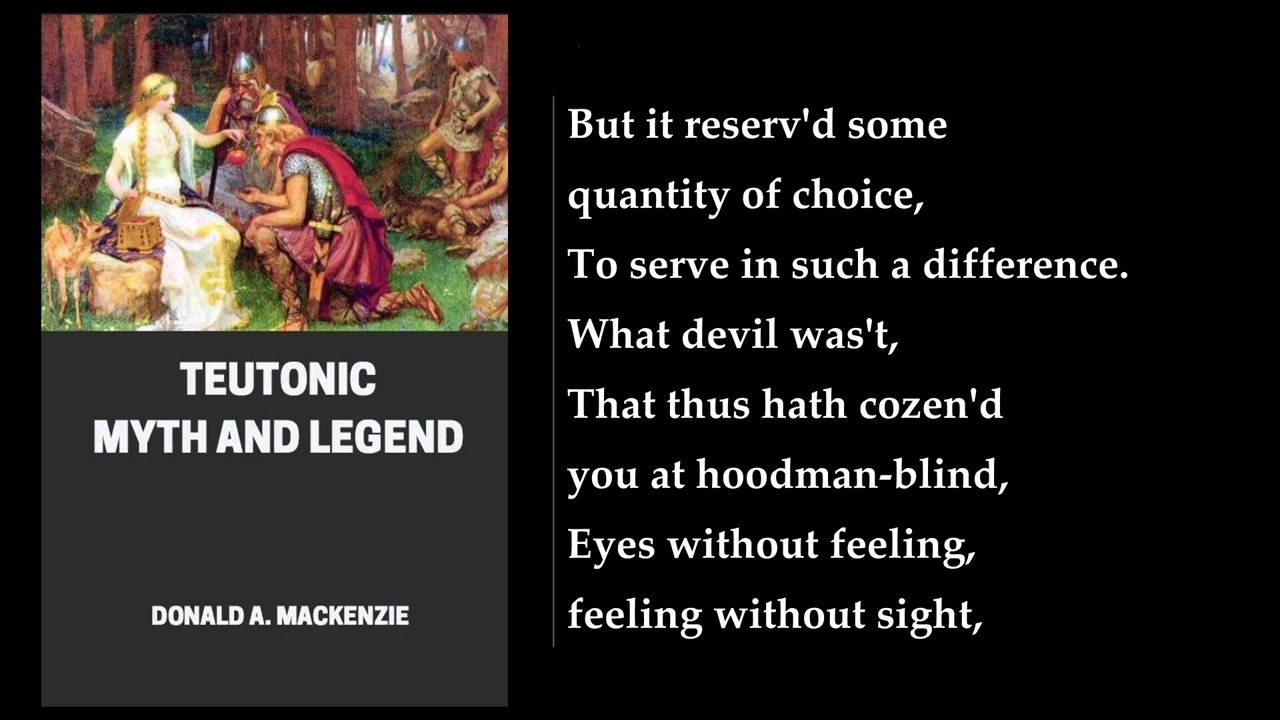 TEUTONIC
MYTH AND LEGEND
DONALD A. MACKENZIE
But it reserv'd some
quantity of choice,
To serve in such a difference.
What devil was't,
That thus hath cozen'd
you at hoodman-blind,
Eyes without feeling,
feeling without sight,